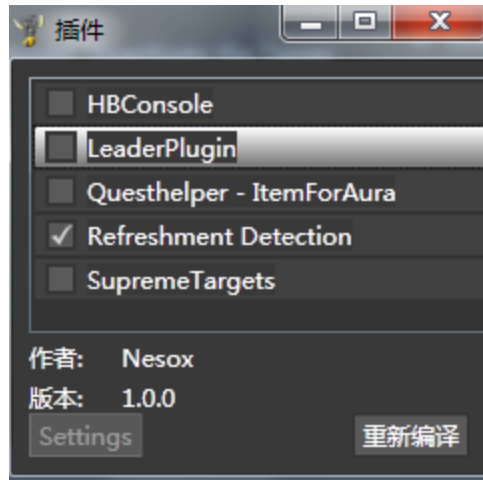 插件
HBConsole
LeaderPlugin
Questhelper - ItemForAura
Refreshment Detection
SupremeTargets
作者: Nesox
版本: 1.0.0
Settings 重新编译